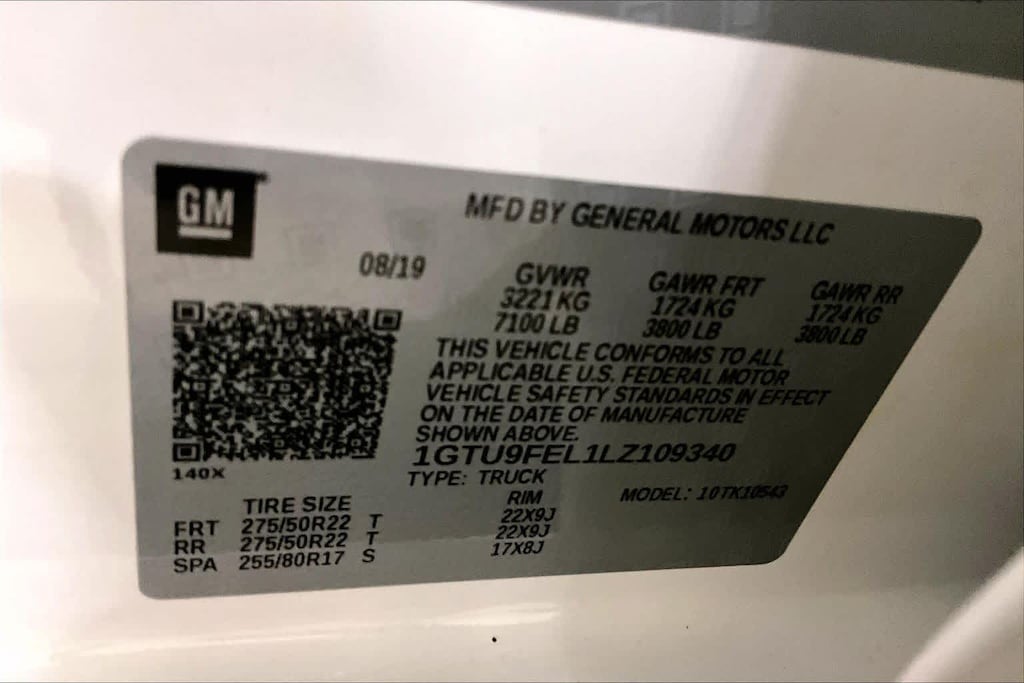 GM
MFD BY GENERAL MOTORS LLC
08/19
GVWR GAWR FRT GAWR RR
3221 KG 1724 KG 1724 KG
7100 LB 3800 LB 3800 LB
THIS VEHICLE CONFORMS TO ALL
APPLICABLE U.S. FEDERAL MOTOR
VEHICLE SAFETY STANDARDS IN EFFECT
ON THE DATE OF MANUFACTURE
SHOWN ABOVE.
1GTU9FEL1LZ109340
140X
TYPE: TRUCK MODEL: 10TK10543
TIRE SIZE RIM
FRT 275/50R22 T 22X9J
RR 275/50R22 T 22X9J
SPA 255/80R17 S 17X8J